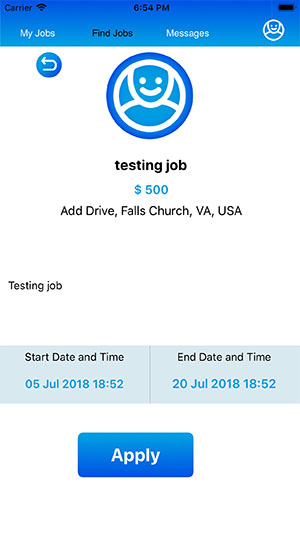 Carrier 6:54 PM
My Jobs Find Jobs Messages
testing job
$ 500
Add Drive, Falls Church, VA, USA
Testing job
Start Date and Time End Date and Time
05 Jul 2018 18:52 20 Jul 2018 18:52
Apply